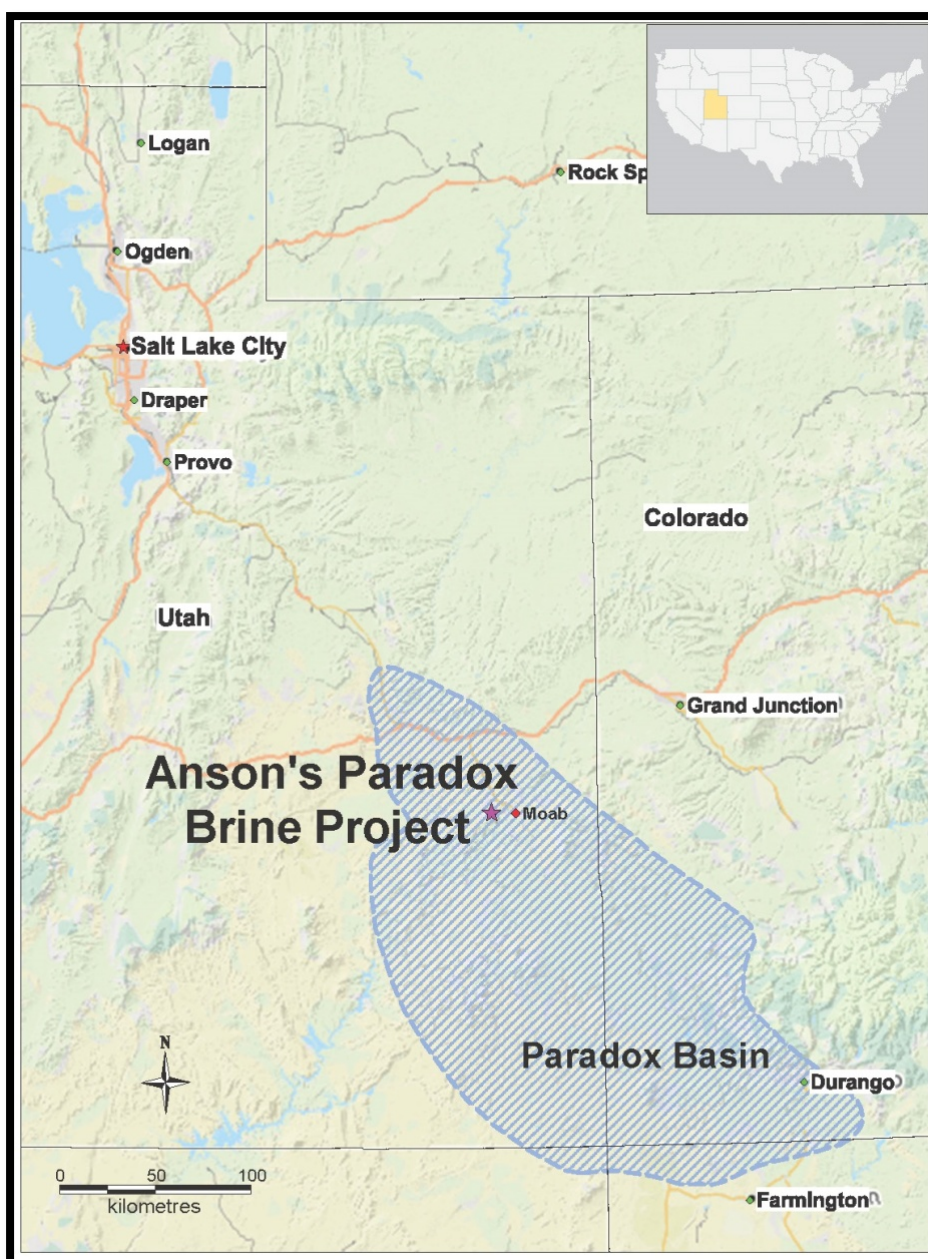 Logan
Rock Sp
Ogden
Salt Lake CIty
Draper
Provo
Colorado
Utah
Grand Junction
Anson's Paradox
Brine Project
Moab
Paradox Basin
N
Durango
0 50 100
kilometres
Farmington